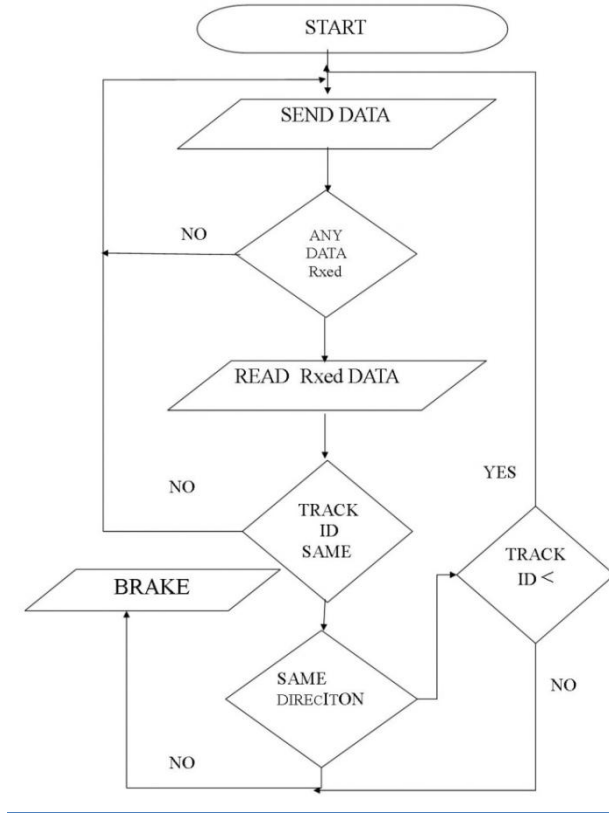 START
SEND DATA
NO
ANY
DATA
Rxed
READ Rxed DATA
NO
YES
TRACK
ID
SAME
TRACK
ID <
BRAKE
SAME
DIRECITON
NO
NO